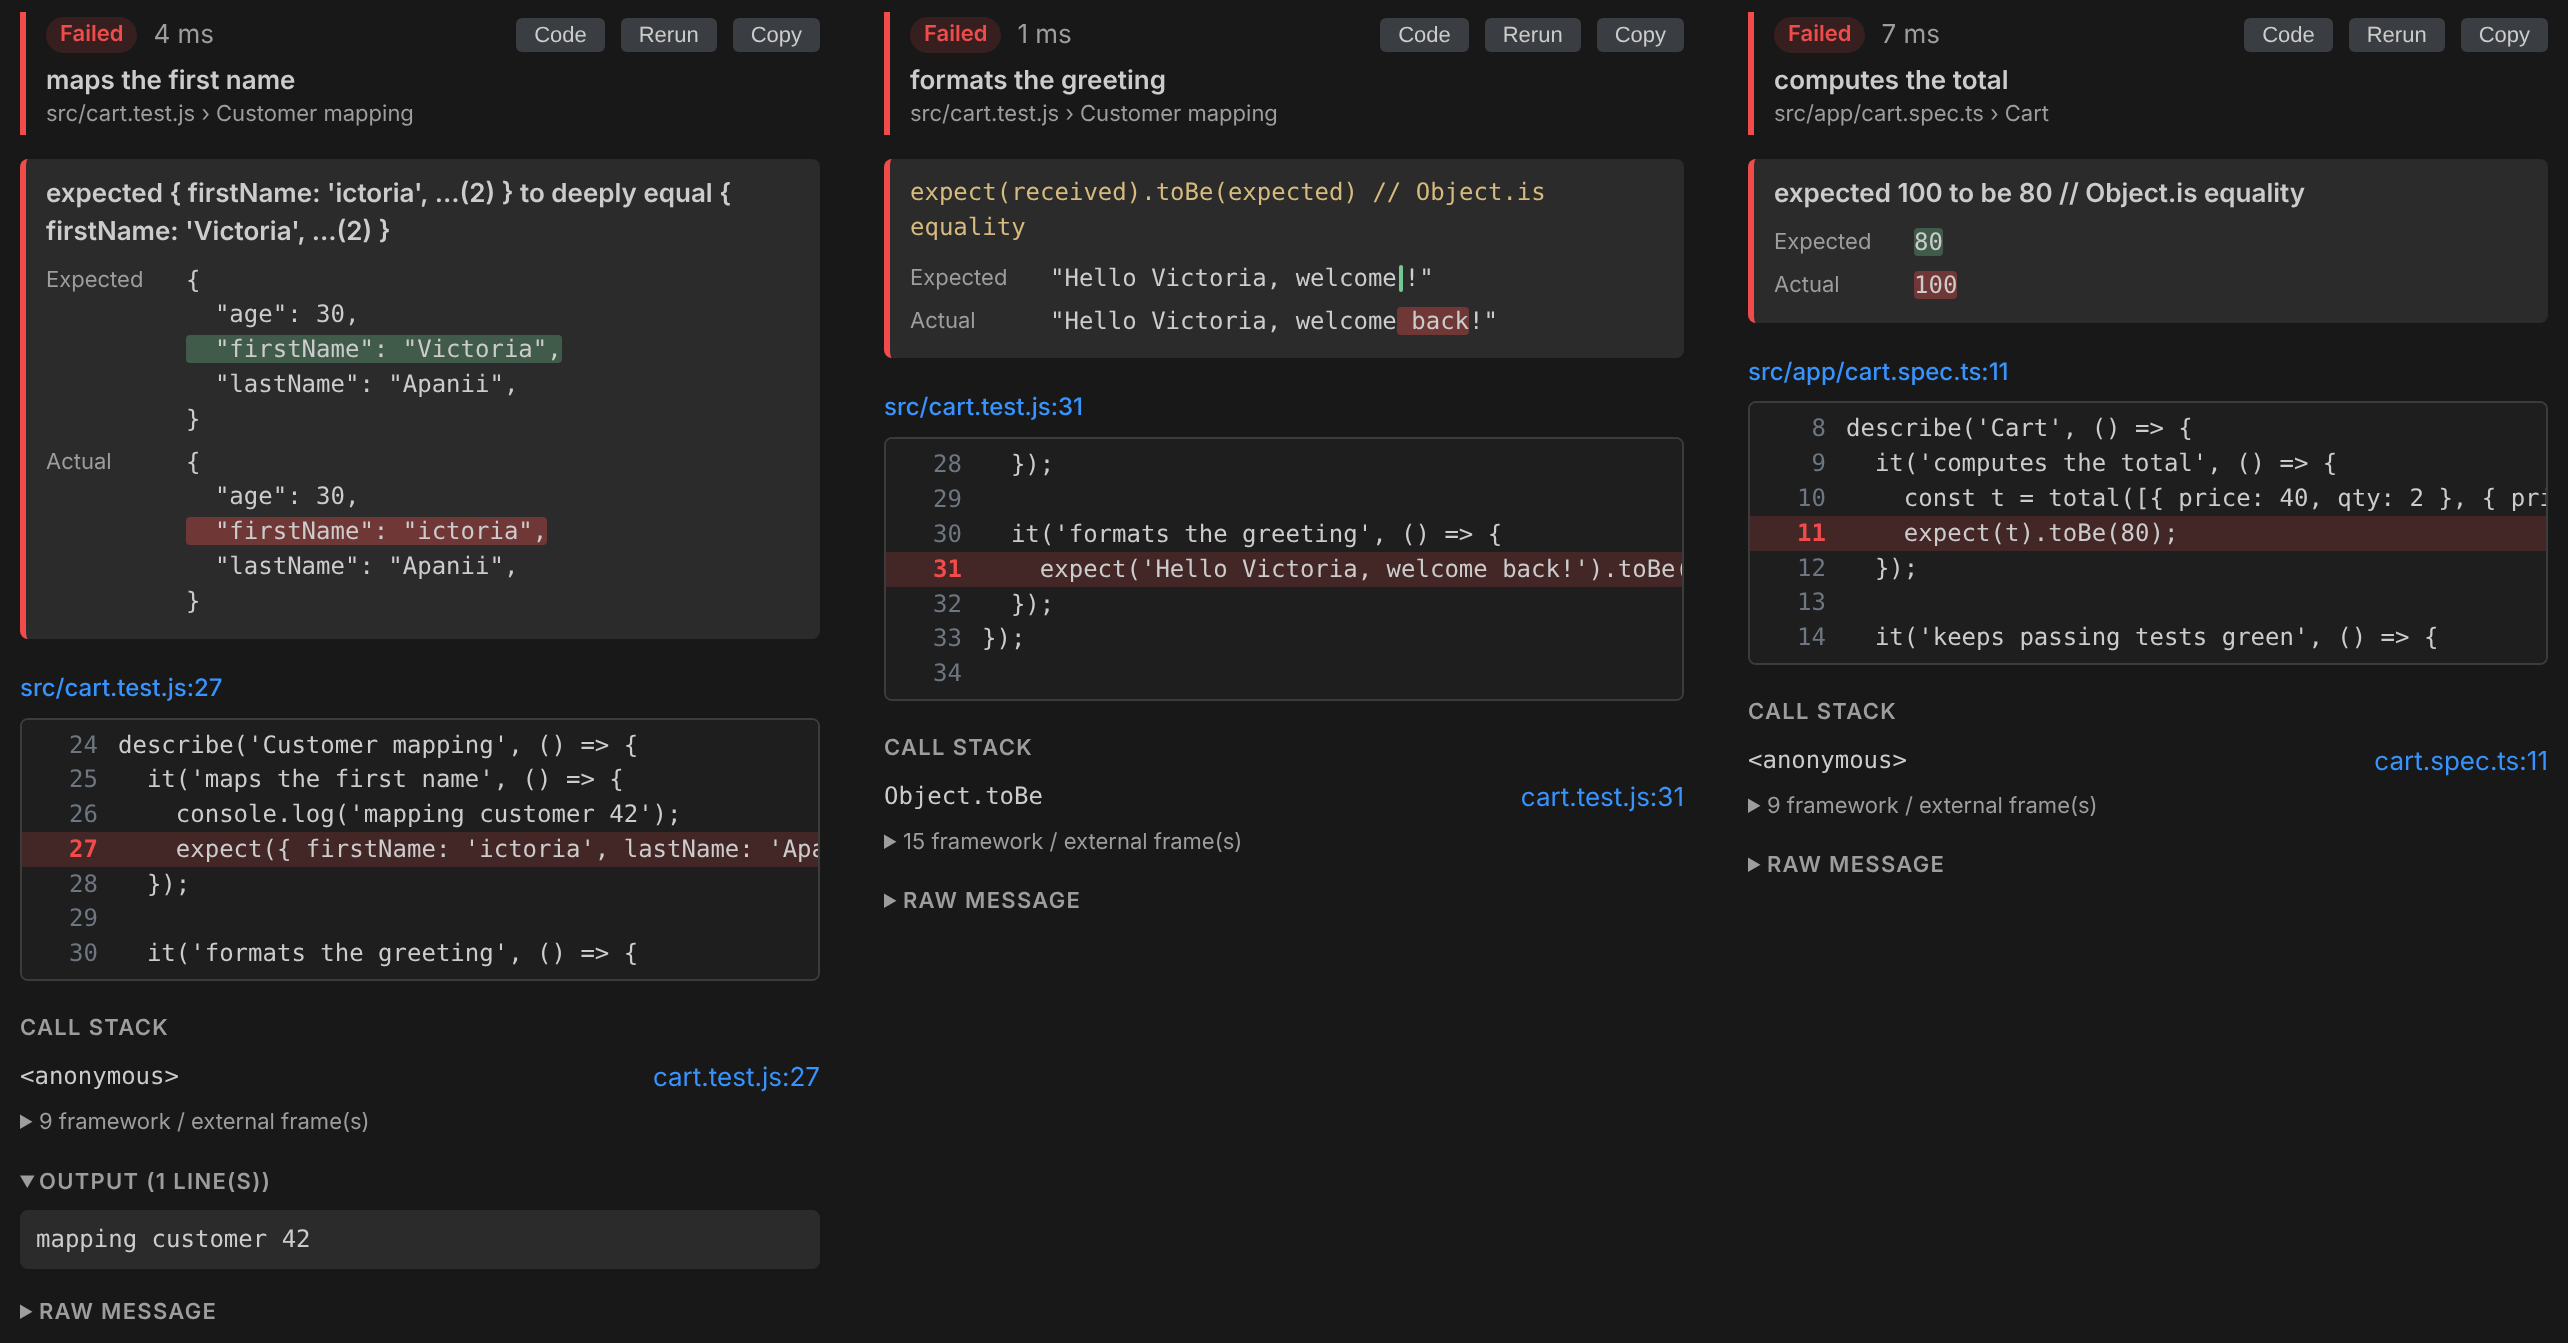 Failed 4 ms Code Rerun Copy
maps the first name
src/cart.test.js › Customer mapping
expected { firstName: 'ictoria', …(2) } to deeply equal {
firstName: 'Victoria', …(2) }
Expected {
"age": 30,
"firstName": "Victoria",
"lastName": "Apanii",
}
Actual {
"age": 30,
"firstName": "ictoria",
"lastName": "Apanii",
}
src/cart.test.js:27
24 describe('Customer mapping', () => {
25 it('maps the first name', () => {
26 console.log('mapping customer 42');
27 expect({ firstName: 'ictoria', lastName: 'Apa
28 });
29
30 it('formats the greeting', () => {
CALL STACK
<anonymous> cart.test.js:27
▶ 9 framework / external frame(s)
▼ OUTPUT (1 LINE(S))
mapping customer 42
▶ RAW MESSAGE
Failed 1 ms Code Rerun Copy
formats the greeting
src/cart.test.js › Customer mapping
expect(received).toBe(expected) // Object.is
equality
Expected "Hello Victoria, welcome!"
Actual "Hello Victoria, welcome back!"
src/cart.test.js:31
28 });
29
30 it('formats the greeting', () => {
31 expect('Hello Victoria, welcome back!').toBe(
32 });
33 });
34
CALL STACK
Object.toBe cart.test.js:31
▶ 15 framework / external frame(s)
▶ RAW MESSAGE
Failed 7 ms Code Rerun Copy
computes the total
src/app/cart.spec.ts › Cart
expected 100 to be 80 // Object.is equality
Expected 80
Actual 100
src/app/cart.spec.ts:11
8 describe('Cart', () => {
9 it('computes the total', () => {
10 const t = total([{ price: 40, qty: 2 }, { pri
11 expect(t).toBe(80);
12 });
13
14 it('keeps passing tests green', () => {
CALL STACK
<anonymous> cart.spec.ts:11
▶ 9 framework / external frame(s)
▶ RAW MESSAGE